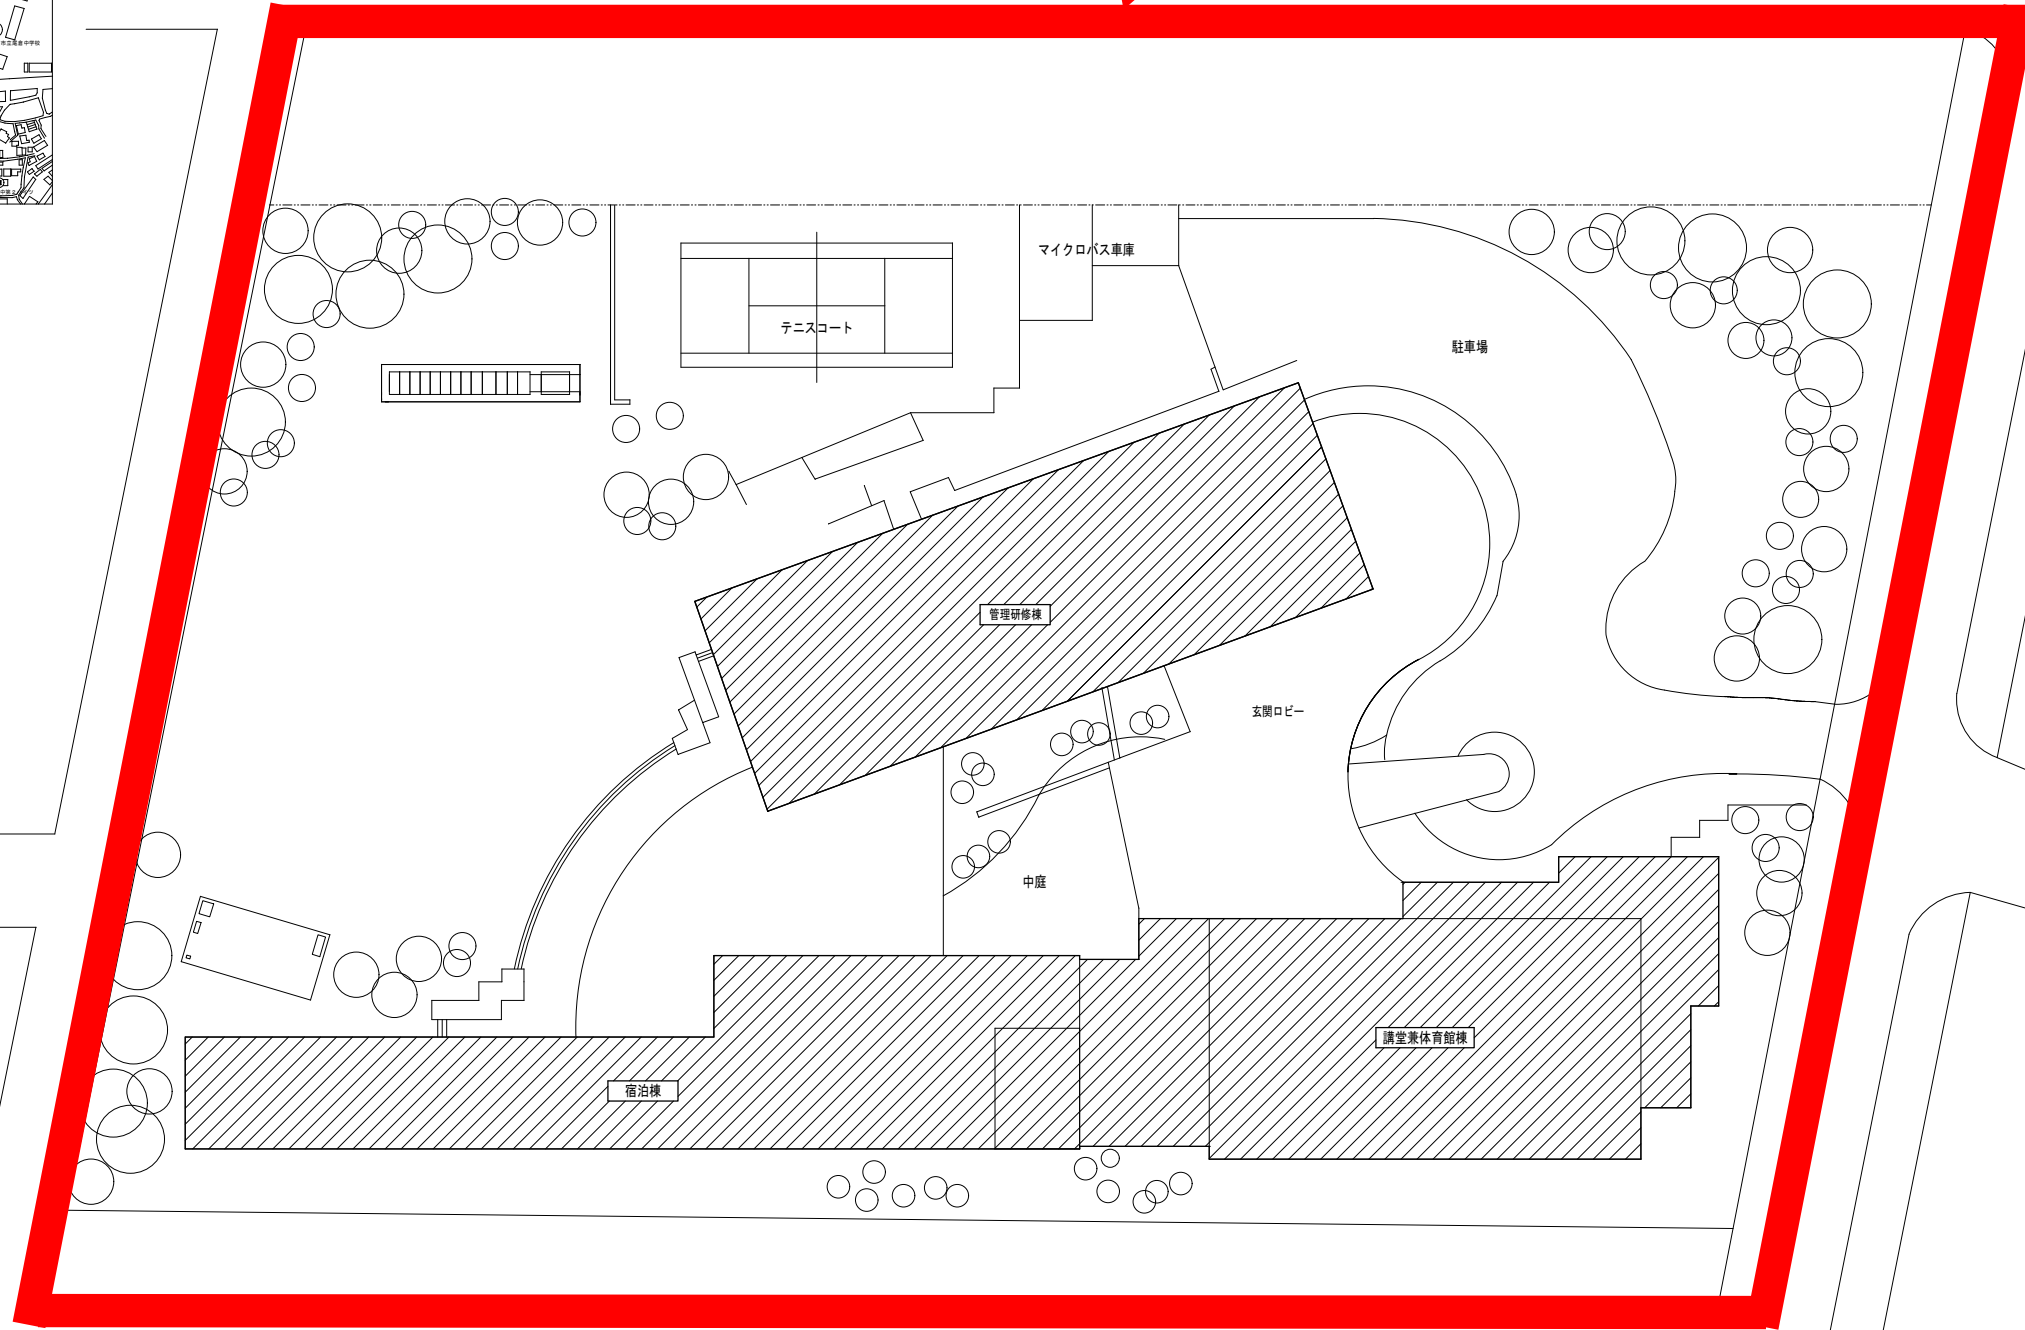 マイクロバス車庫
テニスコート
駐車場
管理研修棟
玄関ロビー
中庭
講堂兼体育館棟
宿泊棟